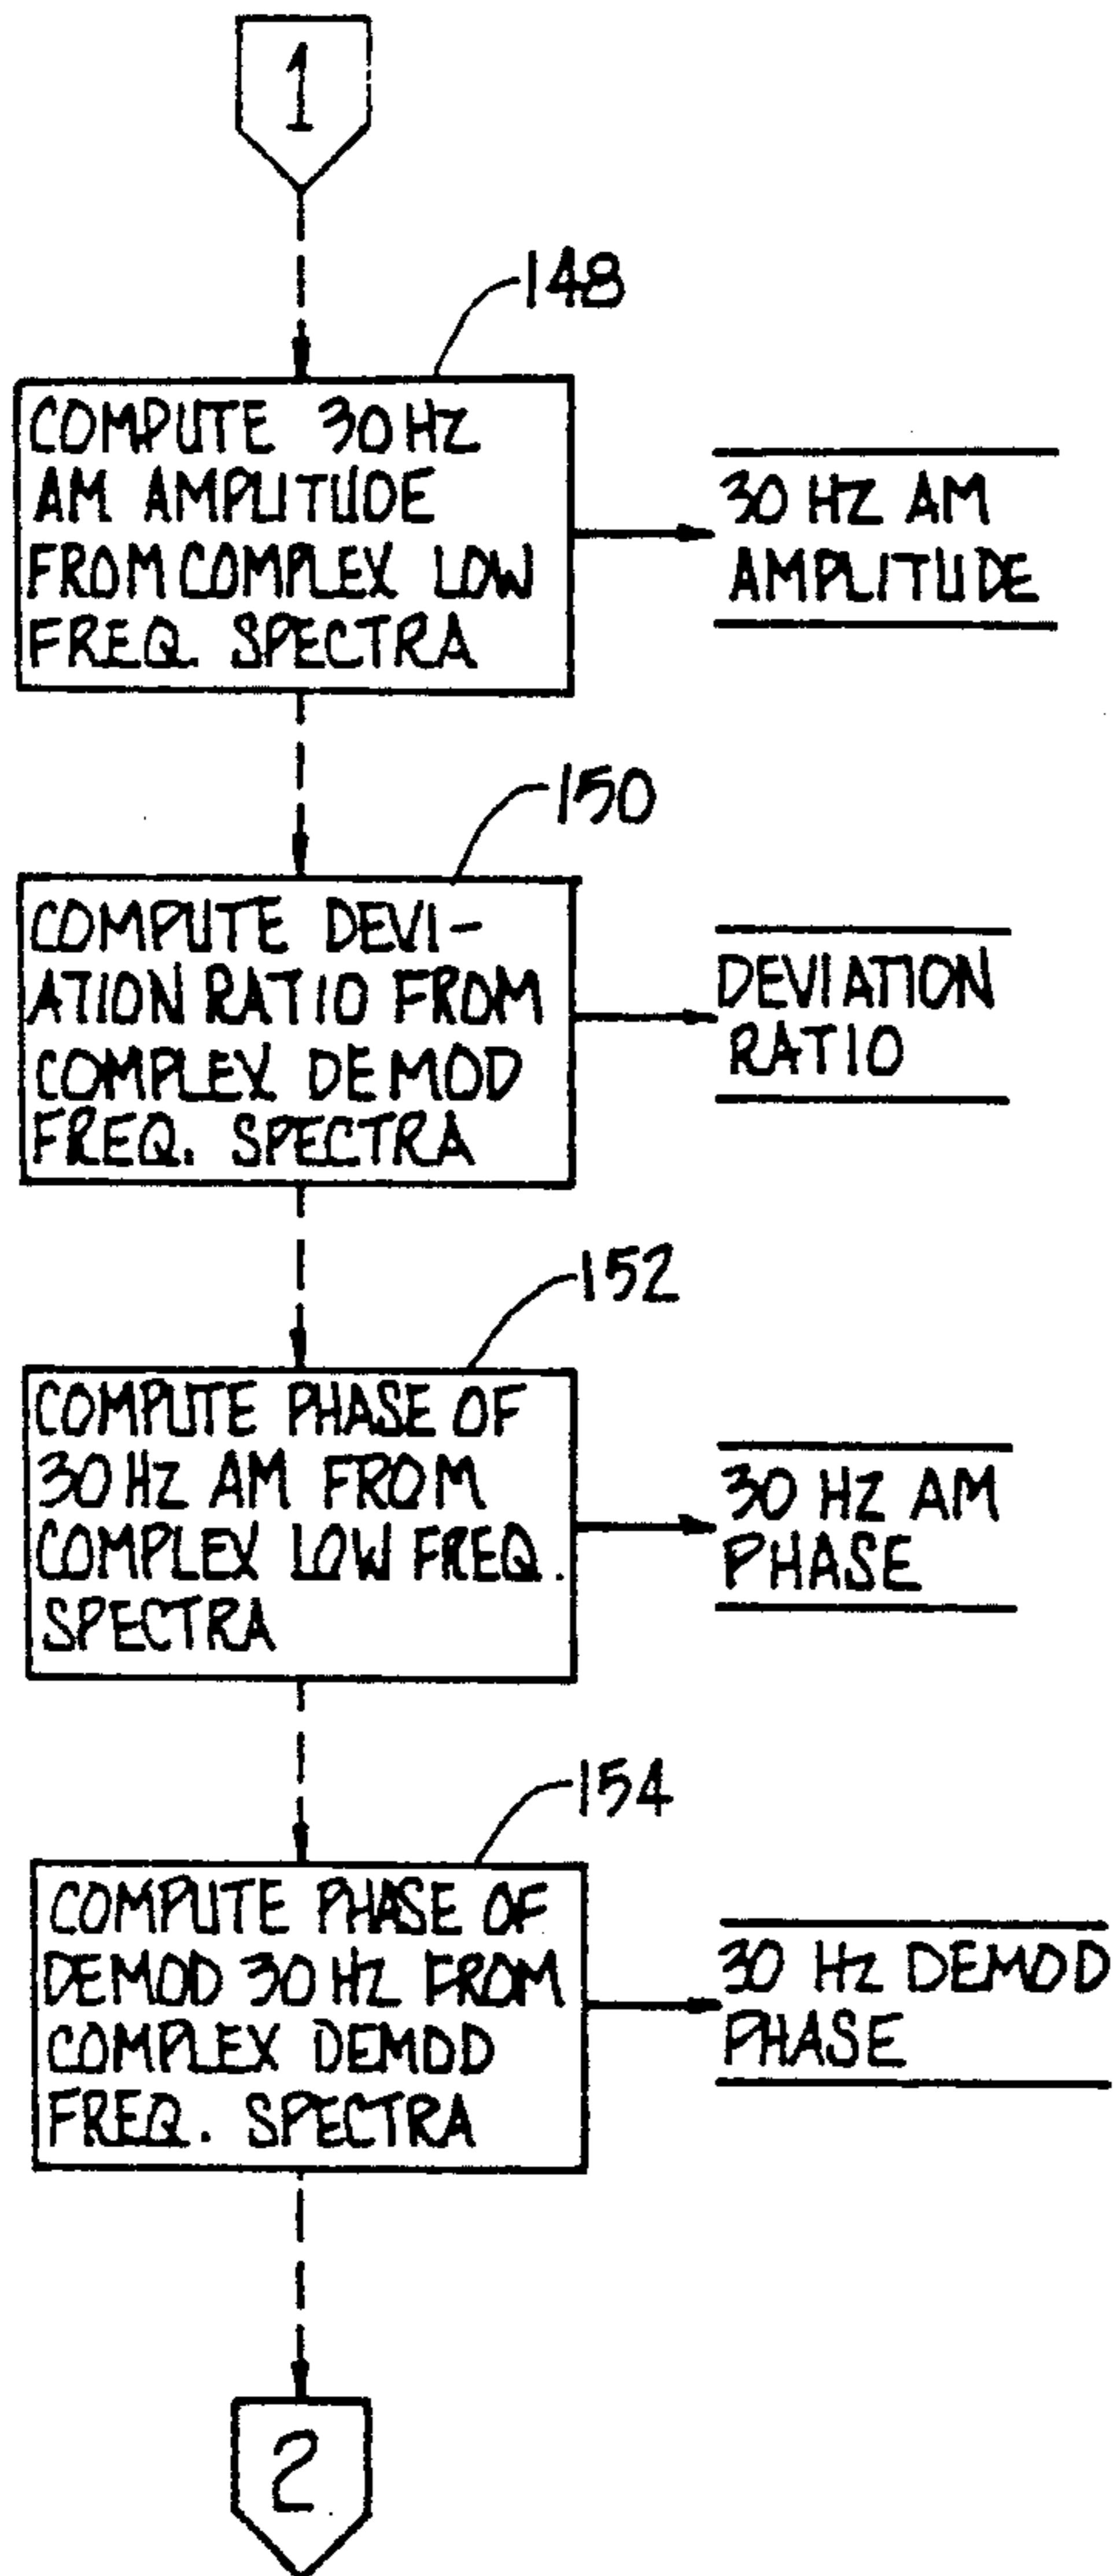 1
148
COMPUTE 30 HZ
AM AMPLITUDE
FROM COMPLEX LOW
FREQ. SPECTRA
30 HZ AM
AMPLITUDE
150
COMPUTE DEVI-
ATION RATIO FROM
COMPLEX DEMOD
FREQ. SPECTRA
DEVIATION
RATIO
152
COMPUTE PHASE OF
30 HZ AM FROM
COMPLEX LOW FREQ.
SPECTRA
30 HZ AM
PHASE
154
COMPUTE PHASE OF
DEMOD 30 HZ FROM
COMPLEX DEMOD
FREQ. SPECTRA
30 HZ DEMOD
PHASE
2